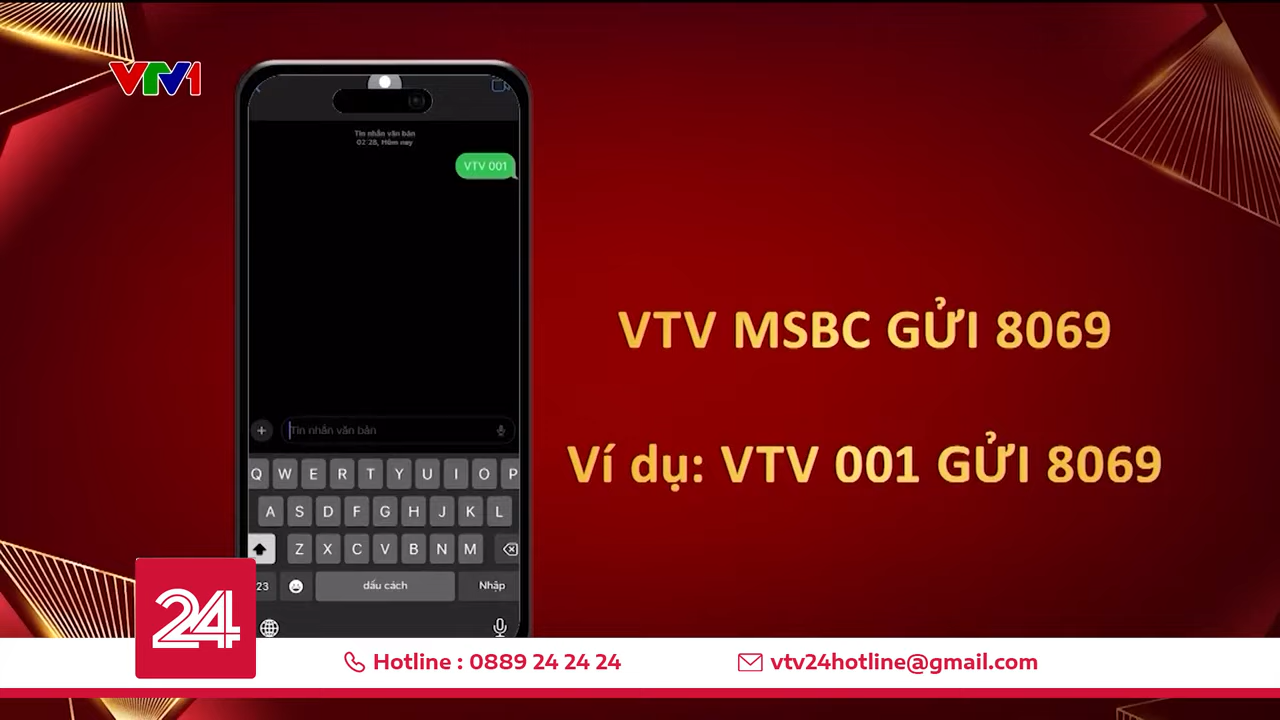 VTV1
Tin nhắn văn bản
02:28, Hôm nay
VTV 001
VTV MSBC GỬI 8069
Tin nhắn văn bản
Ví dụ: VTV 001 GỬI 8069
Q W E R T Y U I O P
A S D F G H J K L
Z X C V B N M
23 dấu cách Nhập
24
Hotline : 0889 24 24 24
vtv24hotline@gmail.com